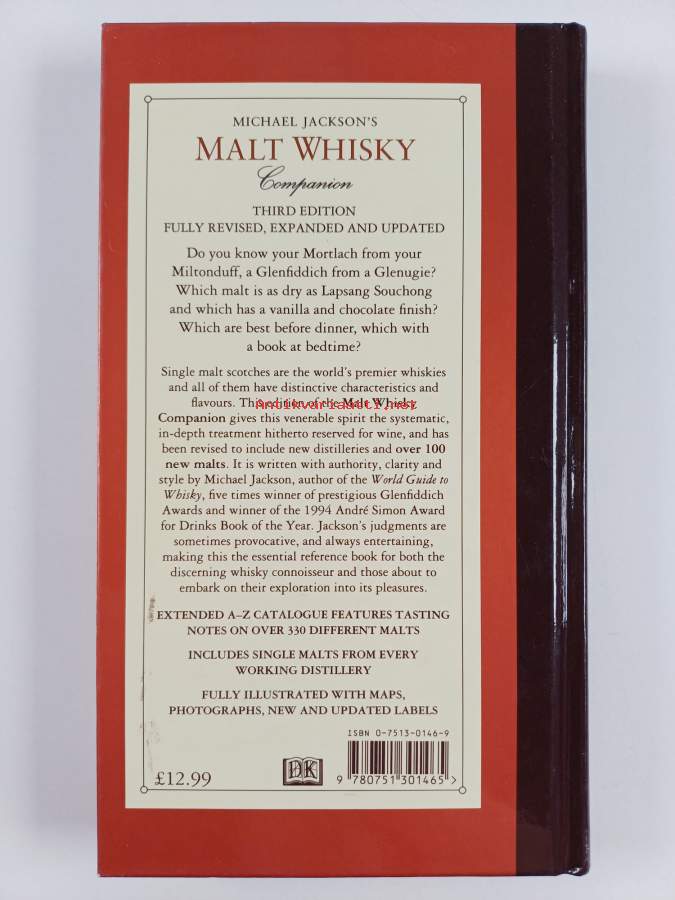 MICHAEL JACKSON'S
MALT WHISKY
Companion
THIRD EDITION
FULLY REVISED, EXPANDED AND UPDATED
Do you know your Mortlach from your
Miltonduff, a Glenfiddich from a Glenugie?
Which malt is as dry as Lapsang Souchong
and which has a vanilla and chocolate finish?
Which are best before dinner, which with
a book at bedtime?
Single malt scotches are the world's premier whiskies
and all of them have distinctive characteristics and
flavours. This edition of the Malt Whisky
antikvariaatti.net
Companion gives this venerable spirit the systematic,
in-depth treatment hitherto reserved for wine, and has
been revised to include new distilleries and over 100
new malts. It is written with authority, clarity and
style by Michael Jackson, author of the World Guide to
Whisky, five times winner of prestigious Glenfiddich
Awards and winner of the 1994 André Simon Award
for Drinks Book of the Year. Jackson's judgments are
sometimes provocative, and always entertaining,
making this the essential reference book for both the
discerning whisky connoisseur and those about to
embark on their exploration into its pleasures.
EXTENDED A–Z CATALOGUE FEATURES TASTING
NOTES ON OVER 330 DIFFERENT MALTS
INCLUDES SINGLE MALTS FROM EVERY
WORKING DISTILLERY
FULLY ILLUSTRATED WITH MAPS,
PHOTOGRAPHS, NEW AND UPDATED LABELS
ISBN 0-7513-0146-9
£12.99
DK
9 780751 301465 >